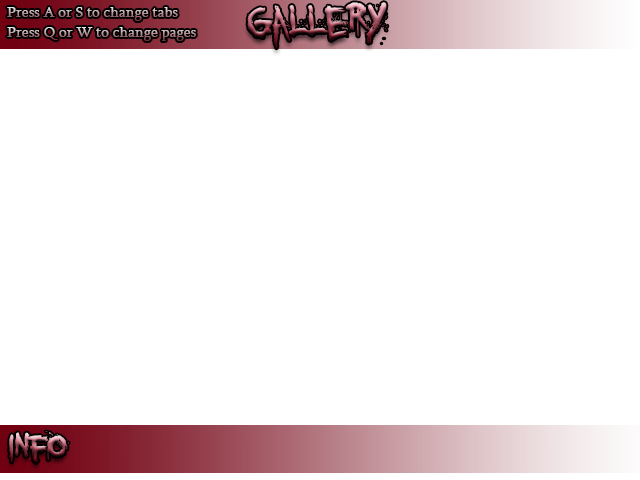 Press A or S to change tabs
Press Q or W to change pages
GALLERY
INFO